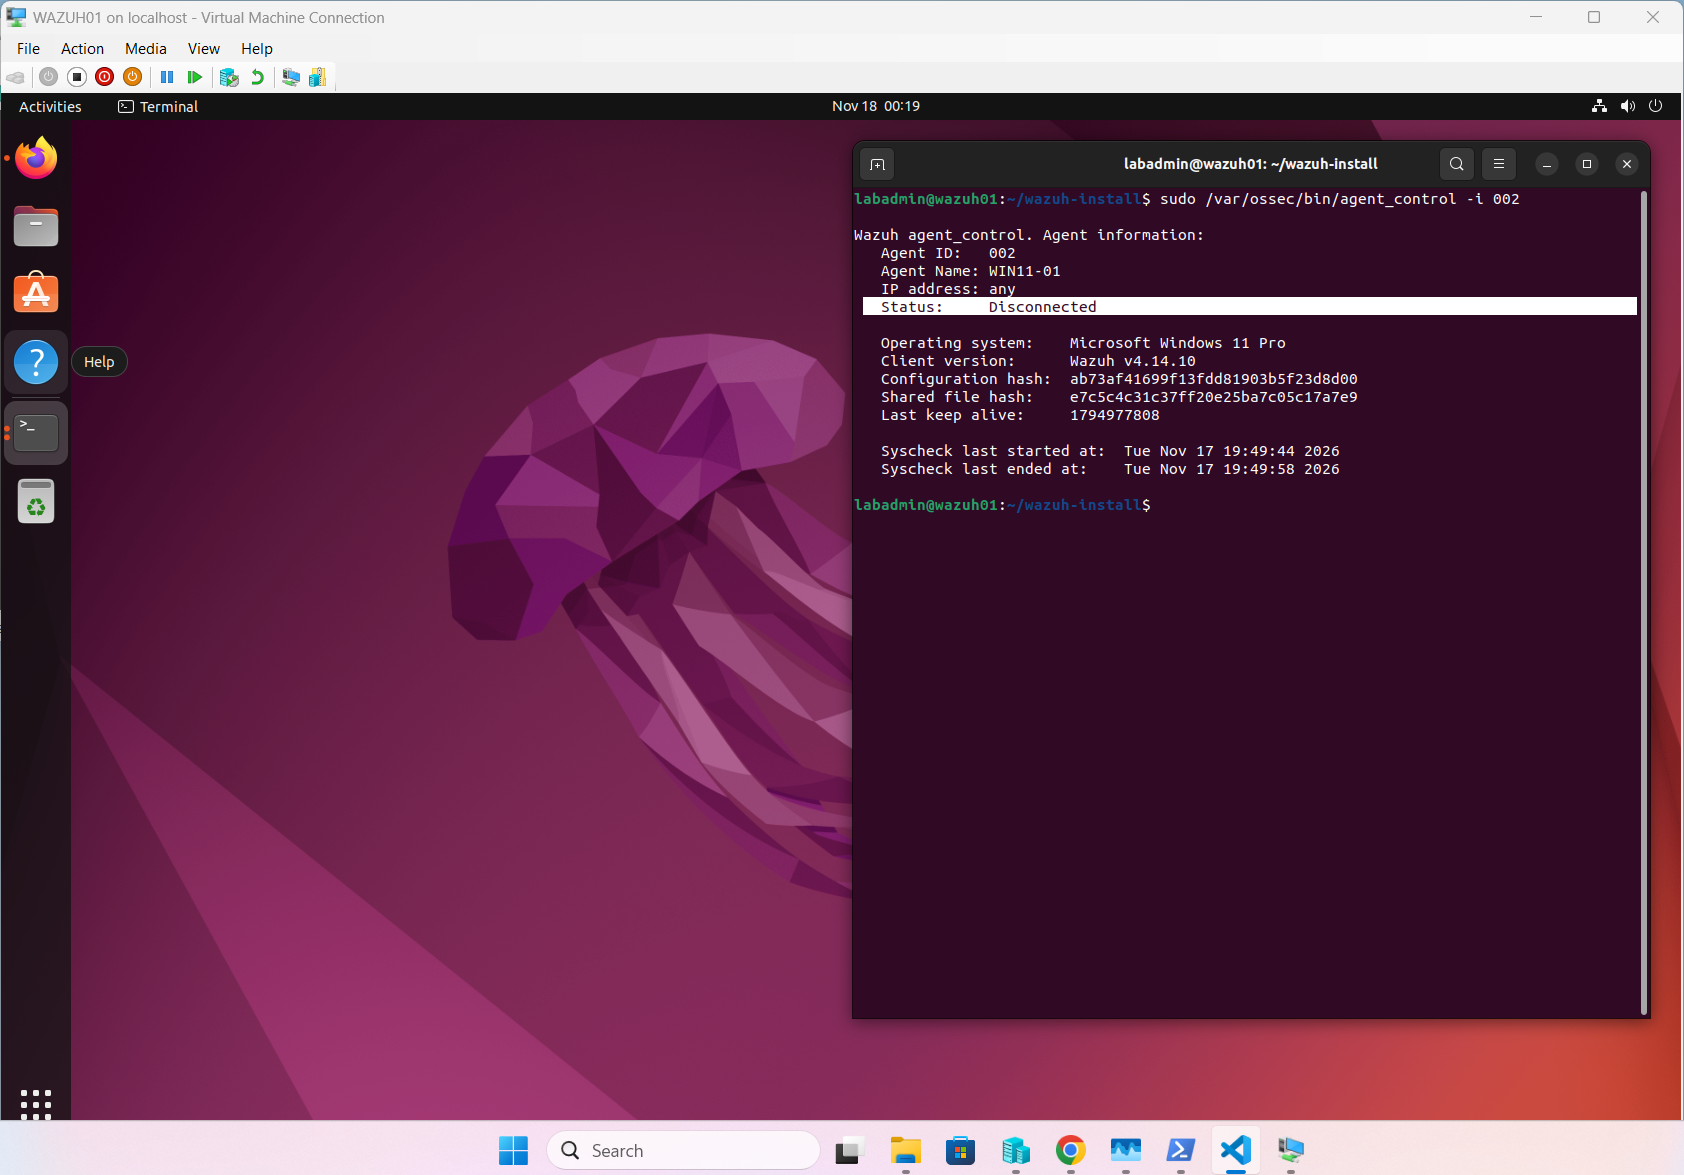 WAZUH01 on localhost - Virtual Machine Connection
File Action Media View Help
Activities Terminal Nov 18 00:19
labadmin@wazuh01: ~/wazuh-install
labadmin@wazuh01:~/wazuh-install$ sudo /var/ossec/bin/agent_control -i 002
Wazuh agent_control. Agent information:
Agent ID: 002
Agent Name: WIN11-01
IP address: any
Status: Disconnected
Operating system: Microsoft Windows 11 Pro
Client version: Wazuh v4.14.10
Configuration hash: ab73af41699f13fdd81903b5f23d8d00
Shared file hash: e7c5c4c31c37ff20e25ba7c05c17a7e9
Last keep alive: 1794977808
Syscheck last started at: Tue Nov 17 19:49:44 2026
Syscheck last ended at: Tue Nov 17 19:49:58 2026
labadmin@wazuh01:~/wazuh-install$
Help
Search